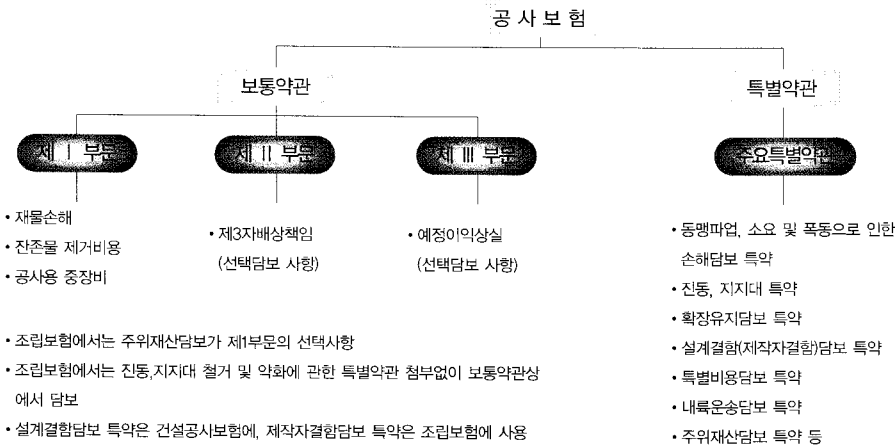 공사보험
보통약관
특별약관
제 Ⅰ 부문
제 Ⅱ 부문
제 Ⅲ 부문
주요특별약관
• 재물손해
• 잔존물 제거비용
• 공사용 중장비
• 제3자배상책임
(선택담보 사항)
• 예정이익상실
(선택담보 사항)
• 동맹파업, 소요 및 폭동으로 인한
손해담보 특약
• 진동, 지지대 특약
• 확장유지담보 특약
• 설계결함(제작자결함)담보 특약
• 특별비용담보 특약
• 내륙운송담보 특약
• 주위재산담보 특약 등
• 조립보험에서는 주위재산담보가 제1부문의 선택사항
• 조립보험에서는 진동,지지대 철거 및 약화에 관한 특별약관 첨부없이 보통약관상
에서 담보
• 설계결함담보 특약은 건설공사보험에, 제작자결함담보 특약은 조립보험에 사용